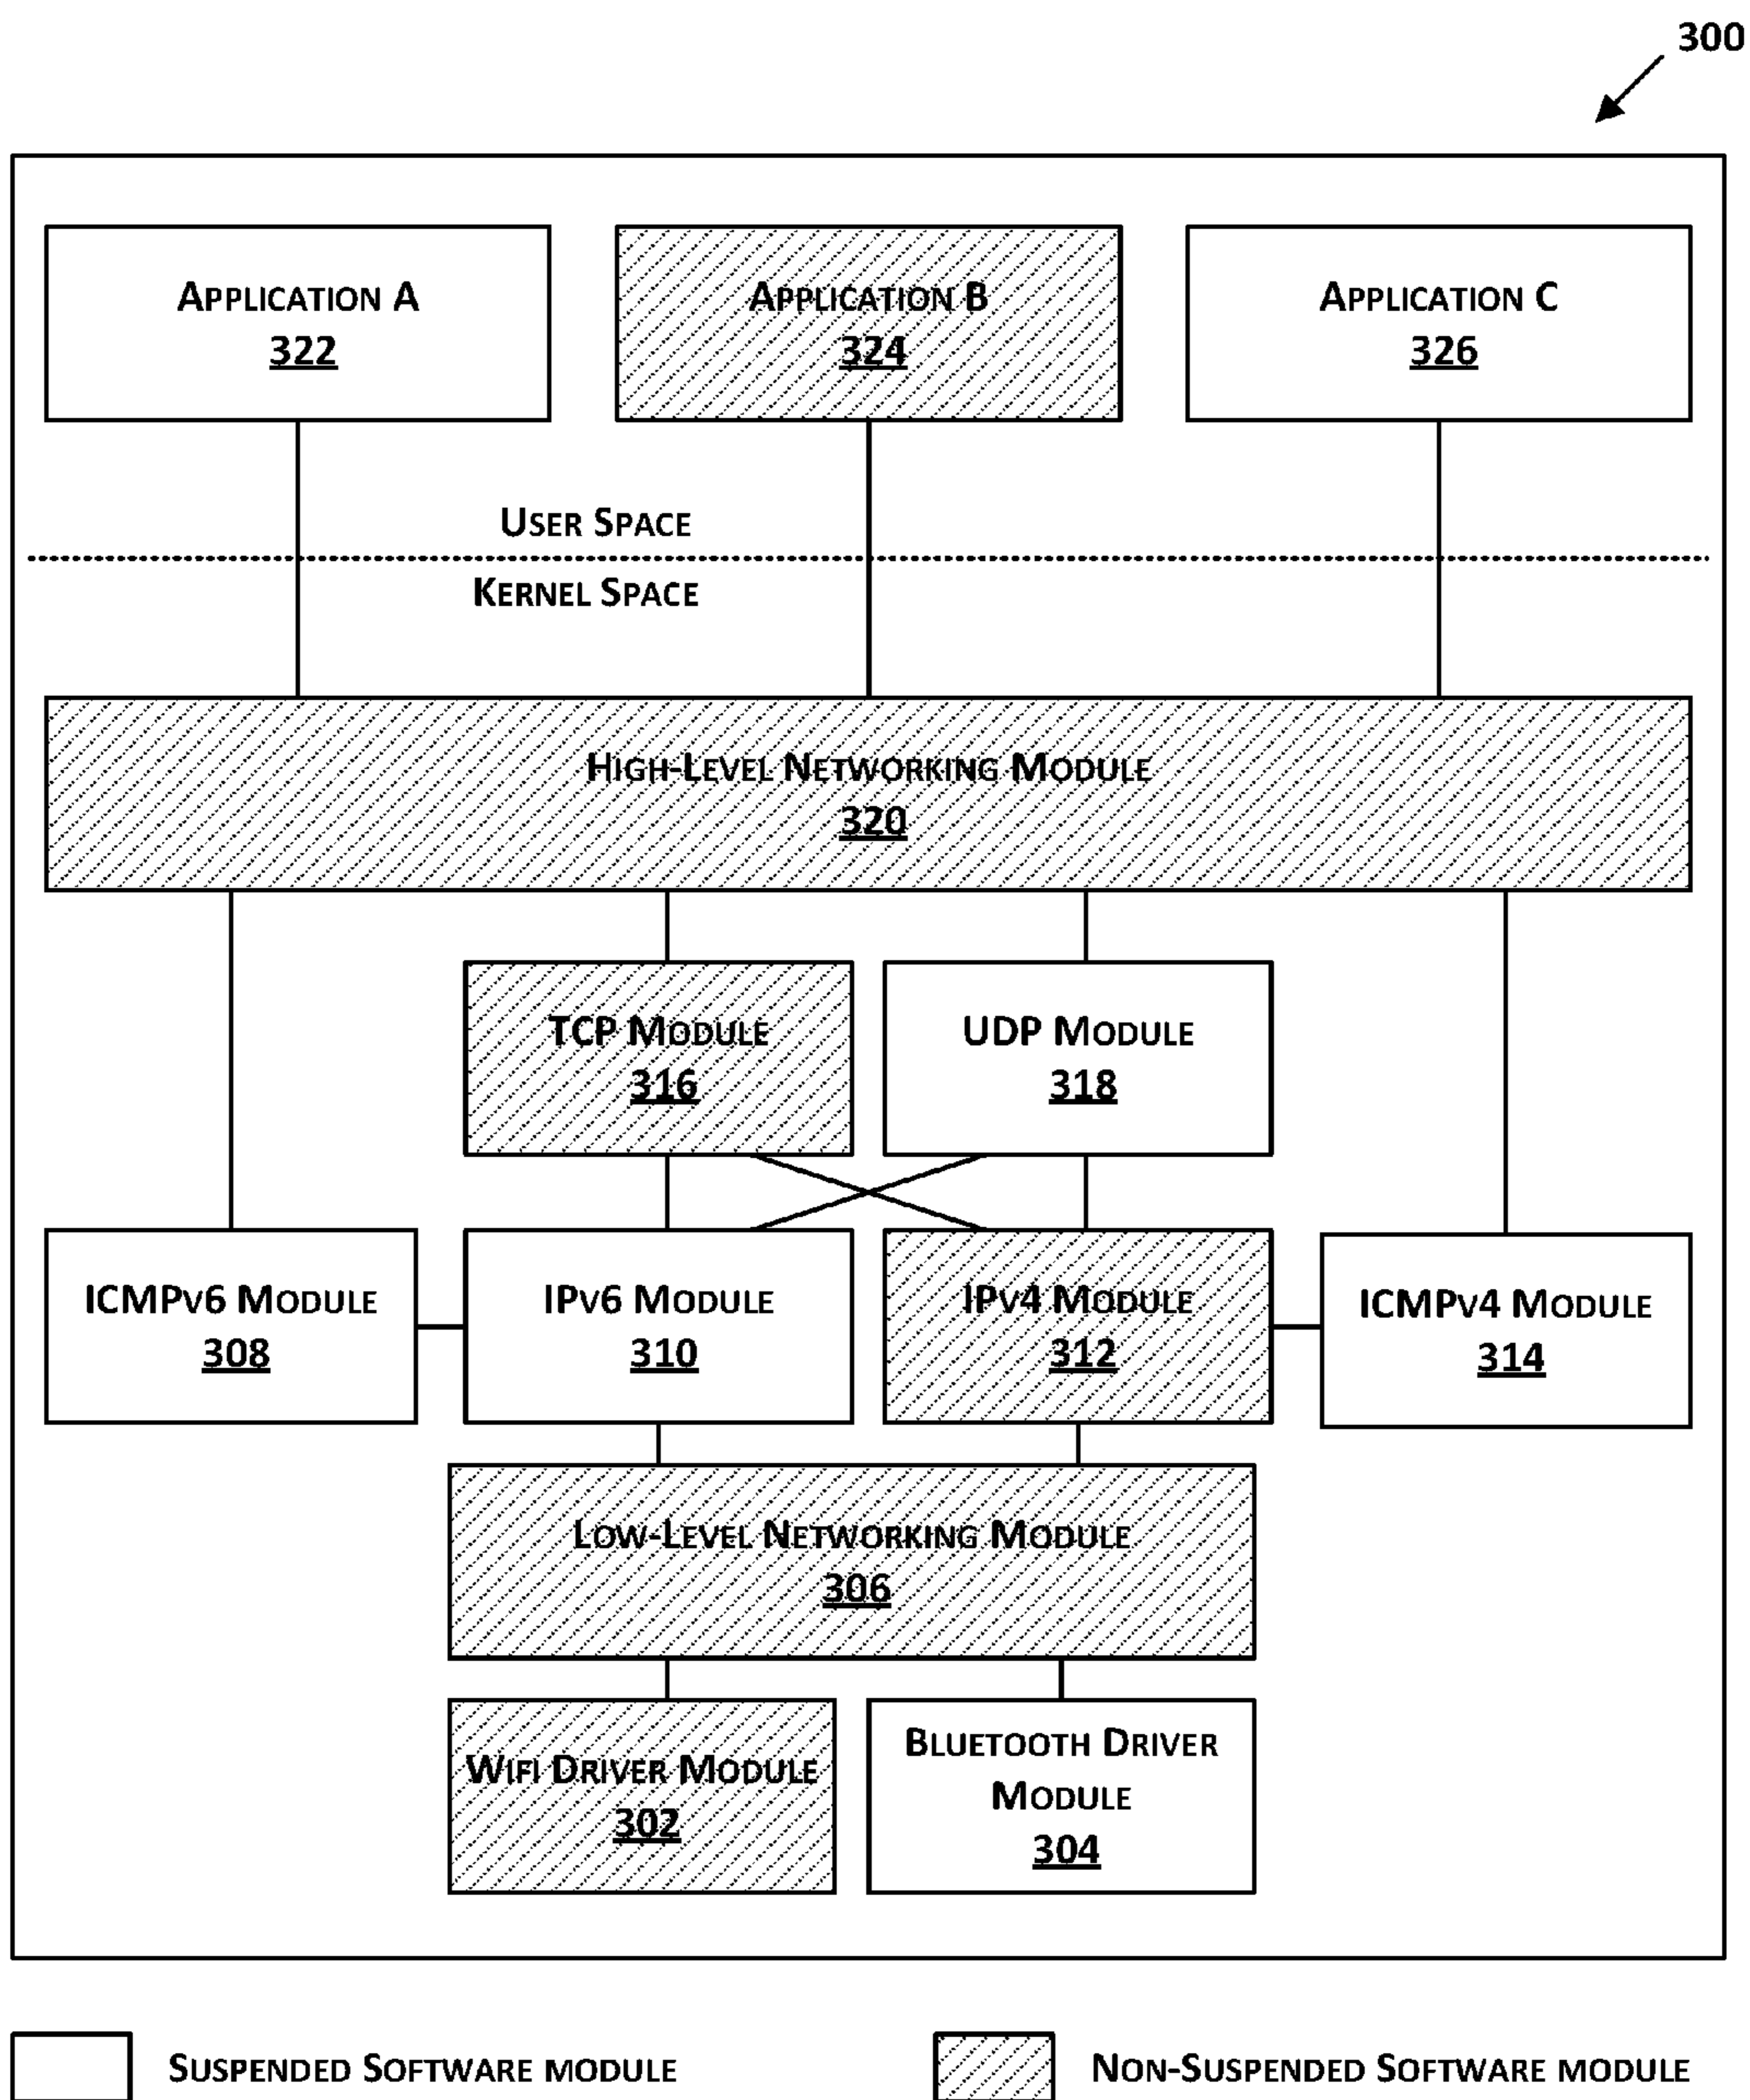 300
Application A
322
Application B
324
Application C
326
User Space
Kernel Space
High-Level Networking Module
320
TCP Module
316
UDP Module
318
ICMPv6 Module
308
IPv6 Module
310
IPv4 Module
312
ICMPv4 Module
314
Low-Level Networking Module
306
Wifi Driver Module
302
Bluetooth Driver
Module
304
Suspended Software module
Non-Suspended Software module